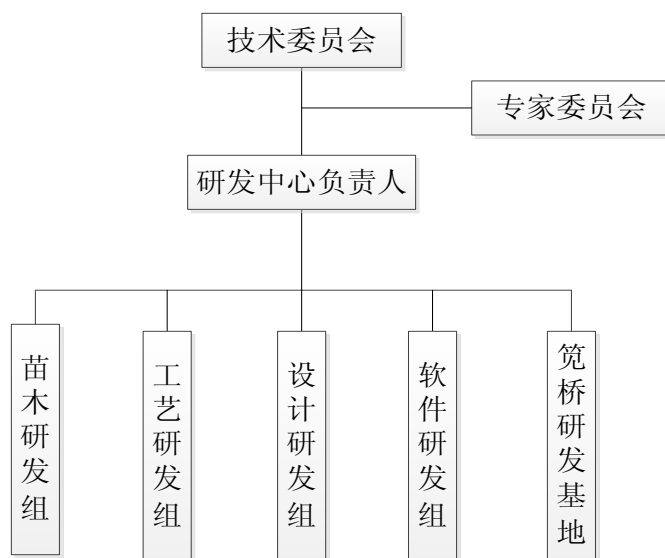 技术委员会
专家委员会
研发中心负责人
苗木研发组
工艺研发组
设计研发组
软件研发组
笕桥研发基地